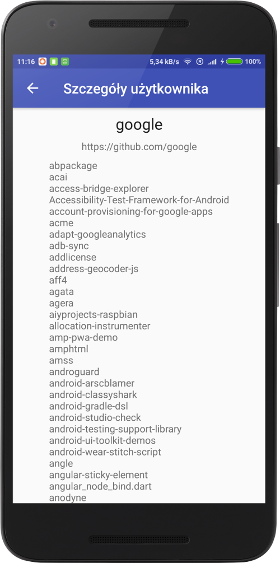 11:16 5,34 kB/s 100%
Szczegóły użytkownika
google
https://github.com/google
abpackage
acai
access-bridge-explorer
Accessibility-Test-Framework-for-Android
account-provisioning-for-google-apps
acme
adapt-googleanalytics
adb-sync
addlicense
address-geocoder-js
aff4
agata
agera
aiyprojects-raspbian
allocation-instrumenter
amp-pwa-demo
amphtml
amss
androguard
android-arscblamer
android-classyshark
android-gradle-dsl
android-studio-check
android-testing-support-library
android-ui-toolkit-demos
android-wear-stitch-script
angle
angular-sticky-element
angular_node_bind.dart
anodyne